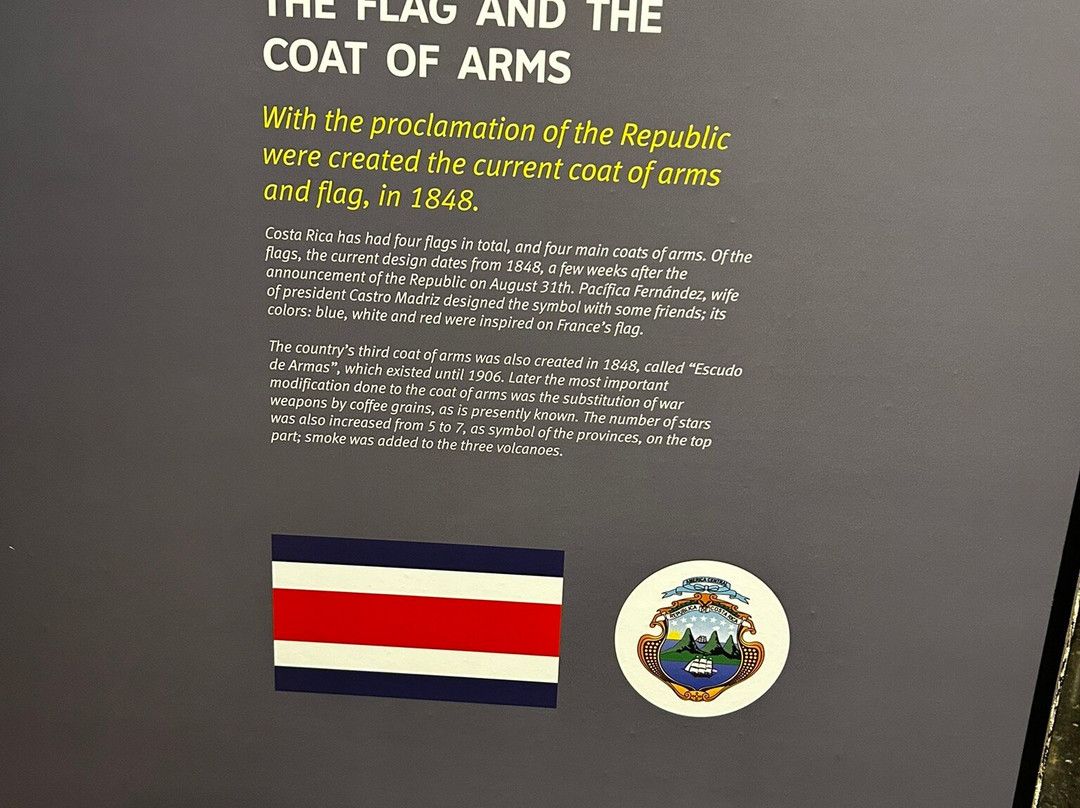 THE FLAG AND THE
COAT OF ARMS
With the proclamation of the Republic
were created the current coat of arms
and flag, in 1848.
Costa Rica has had four flags in total, and four main coats of arms. Of the
flags, the current design dates from 1848, a few weeks after the
announcement of the Republic on August 31th. Pacífica Fernández, wife
of president Castro Madriz designed the symbol with some friends; its
colors: blue, white and red were inspired on France's flag.
The country's third coat of arms was also created in 1848, called “Escudo
de Armas”, which existed until 1906. Later the most important
modification done to the coat of arms was the substitution of war
weapons by coffee grains, as is presently known. The number of stars
was also increased from 5 to 7, as symbol of the provinces, on the top
part; smoke was added to the three volcanoes.
AMERICA CENTRAL
REPUBLICA DE COSTA RICA